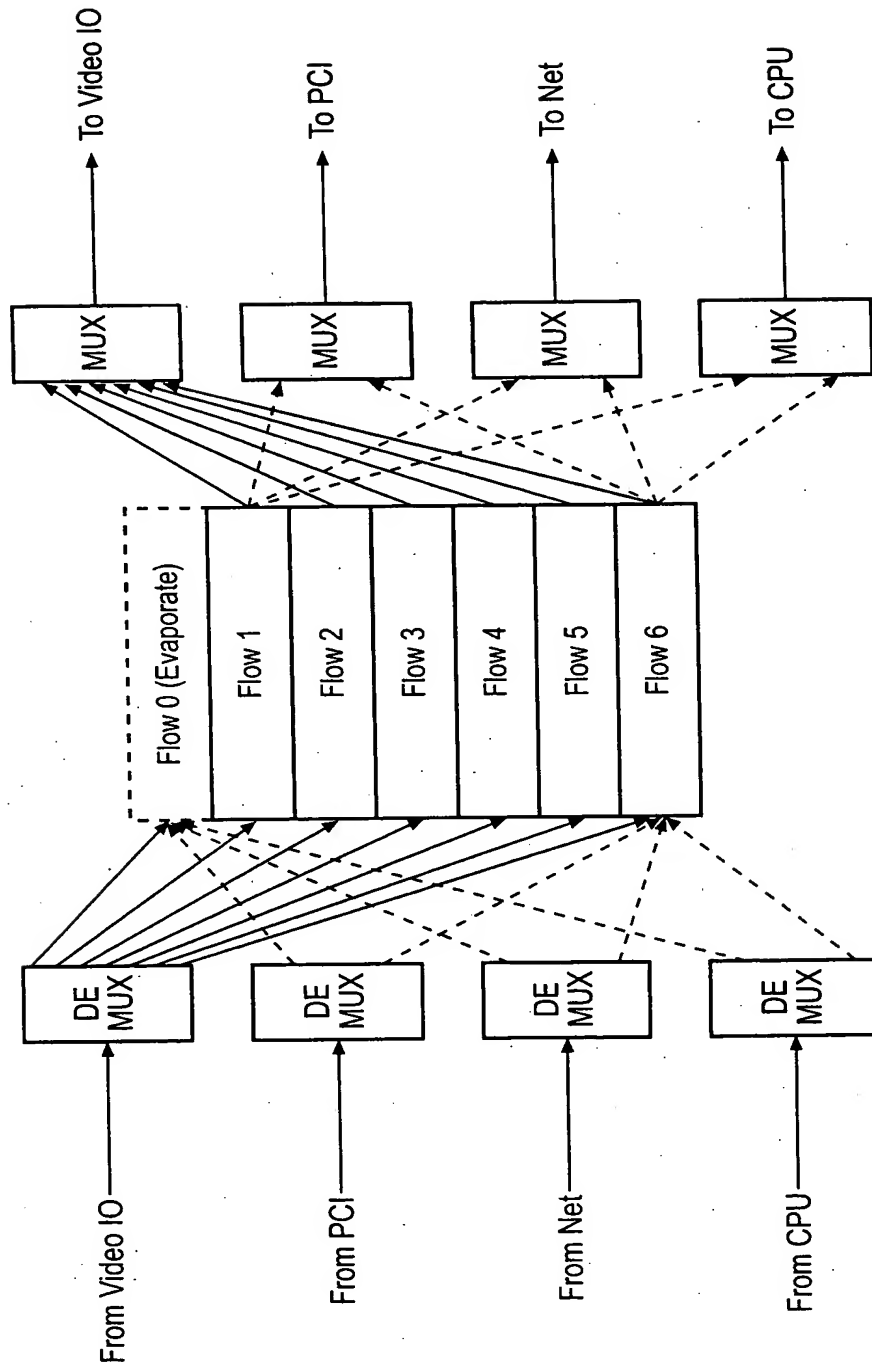 From Video IO
From PCI
From Net
From CPU
DE
MUX
DE
MUX
DE
MUX
DE
MUX
Flow 0 (Evaporate)
Flow 1
Flow 2
Flow 3
Flow 4
Flow 5
Flow 6
MUX
MUX
MUX
MUX
To Video IO
To PCI
To Net
To CPU